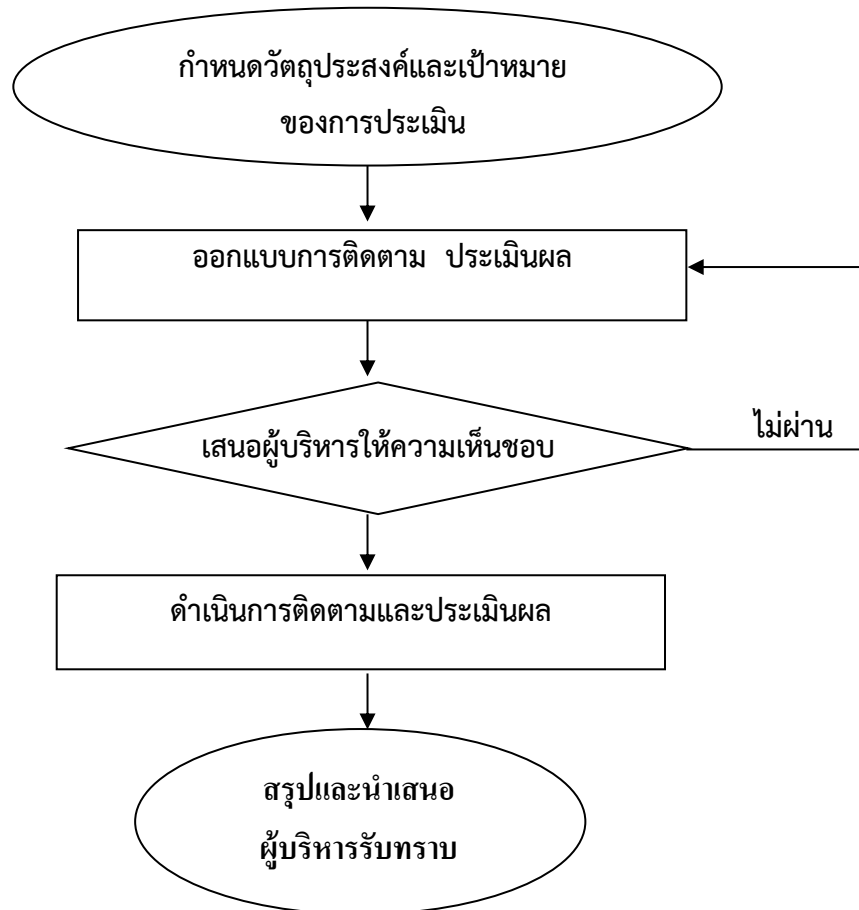 กำหนดวัตถุประสงค์และเป้าหมาย
ของการประเมิน
ออกแบบการติดตาม ประเมินผล
เสนอผู้บริหารให้ความเห็นชอบ
ไม่ผ่าน
ดำเนินการติดตามและประเมินผล
สรุปและนำเสนอ
ผู้บริหารรับทราบ